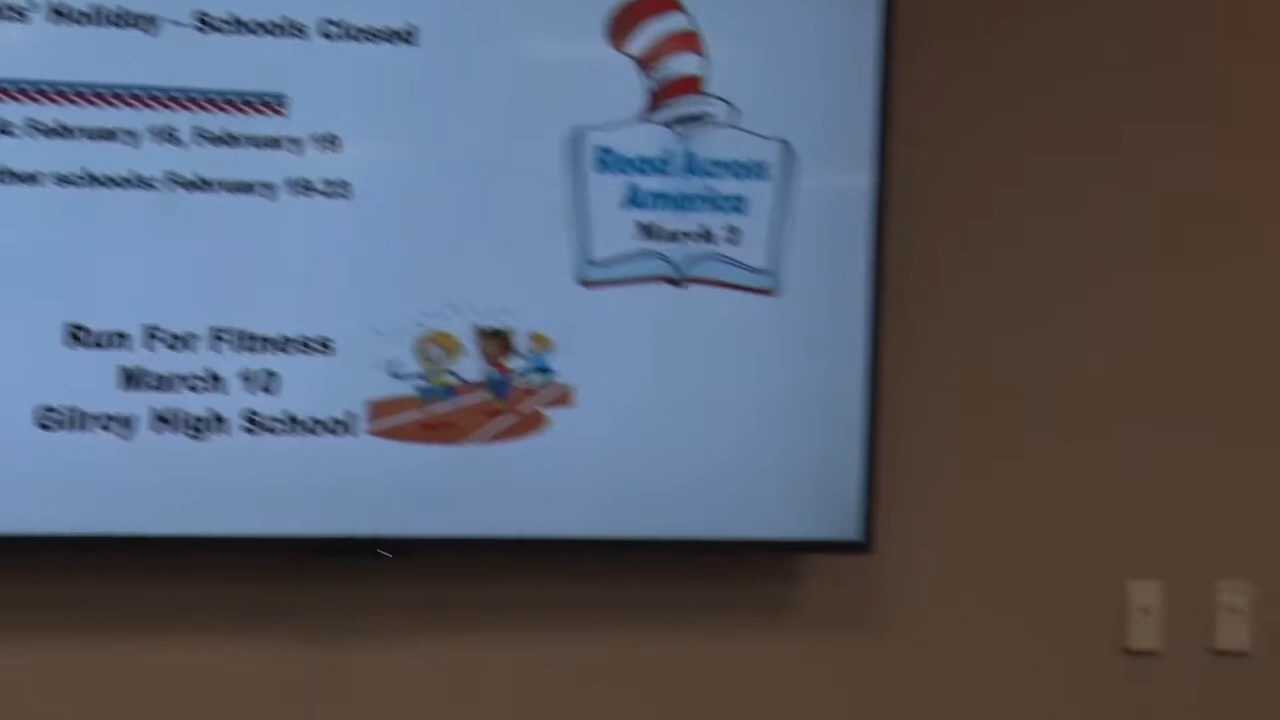 Holiday—Schools Closed
February 16, February 19
schools: February 19-23
Read Across
America
March 2
Run For Fitness
March 10
Gilroy High School